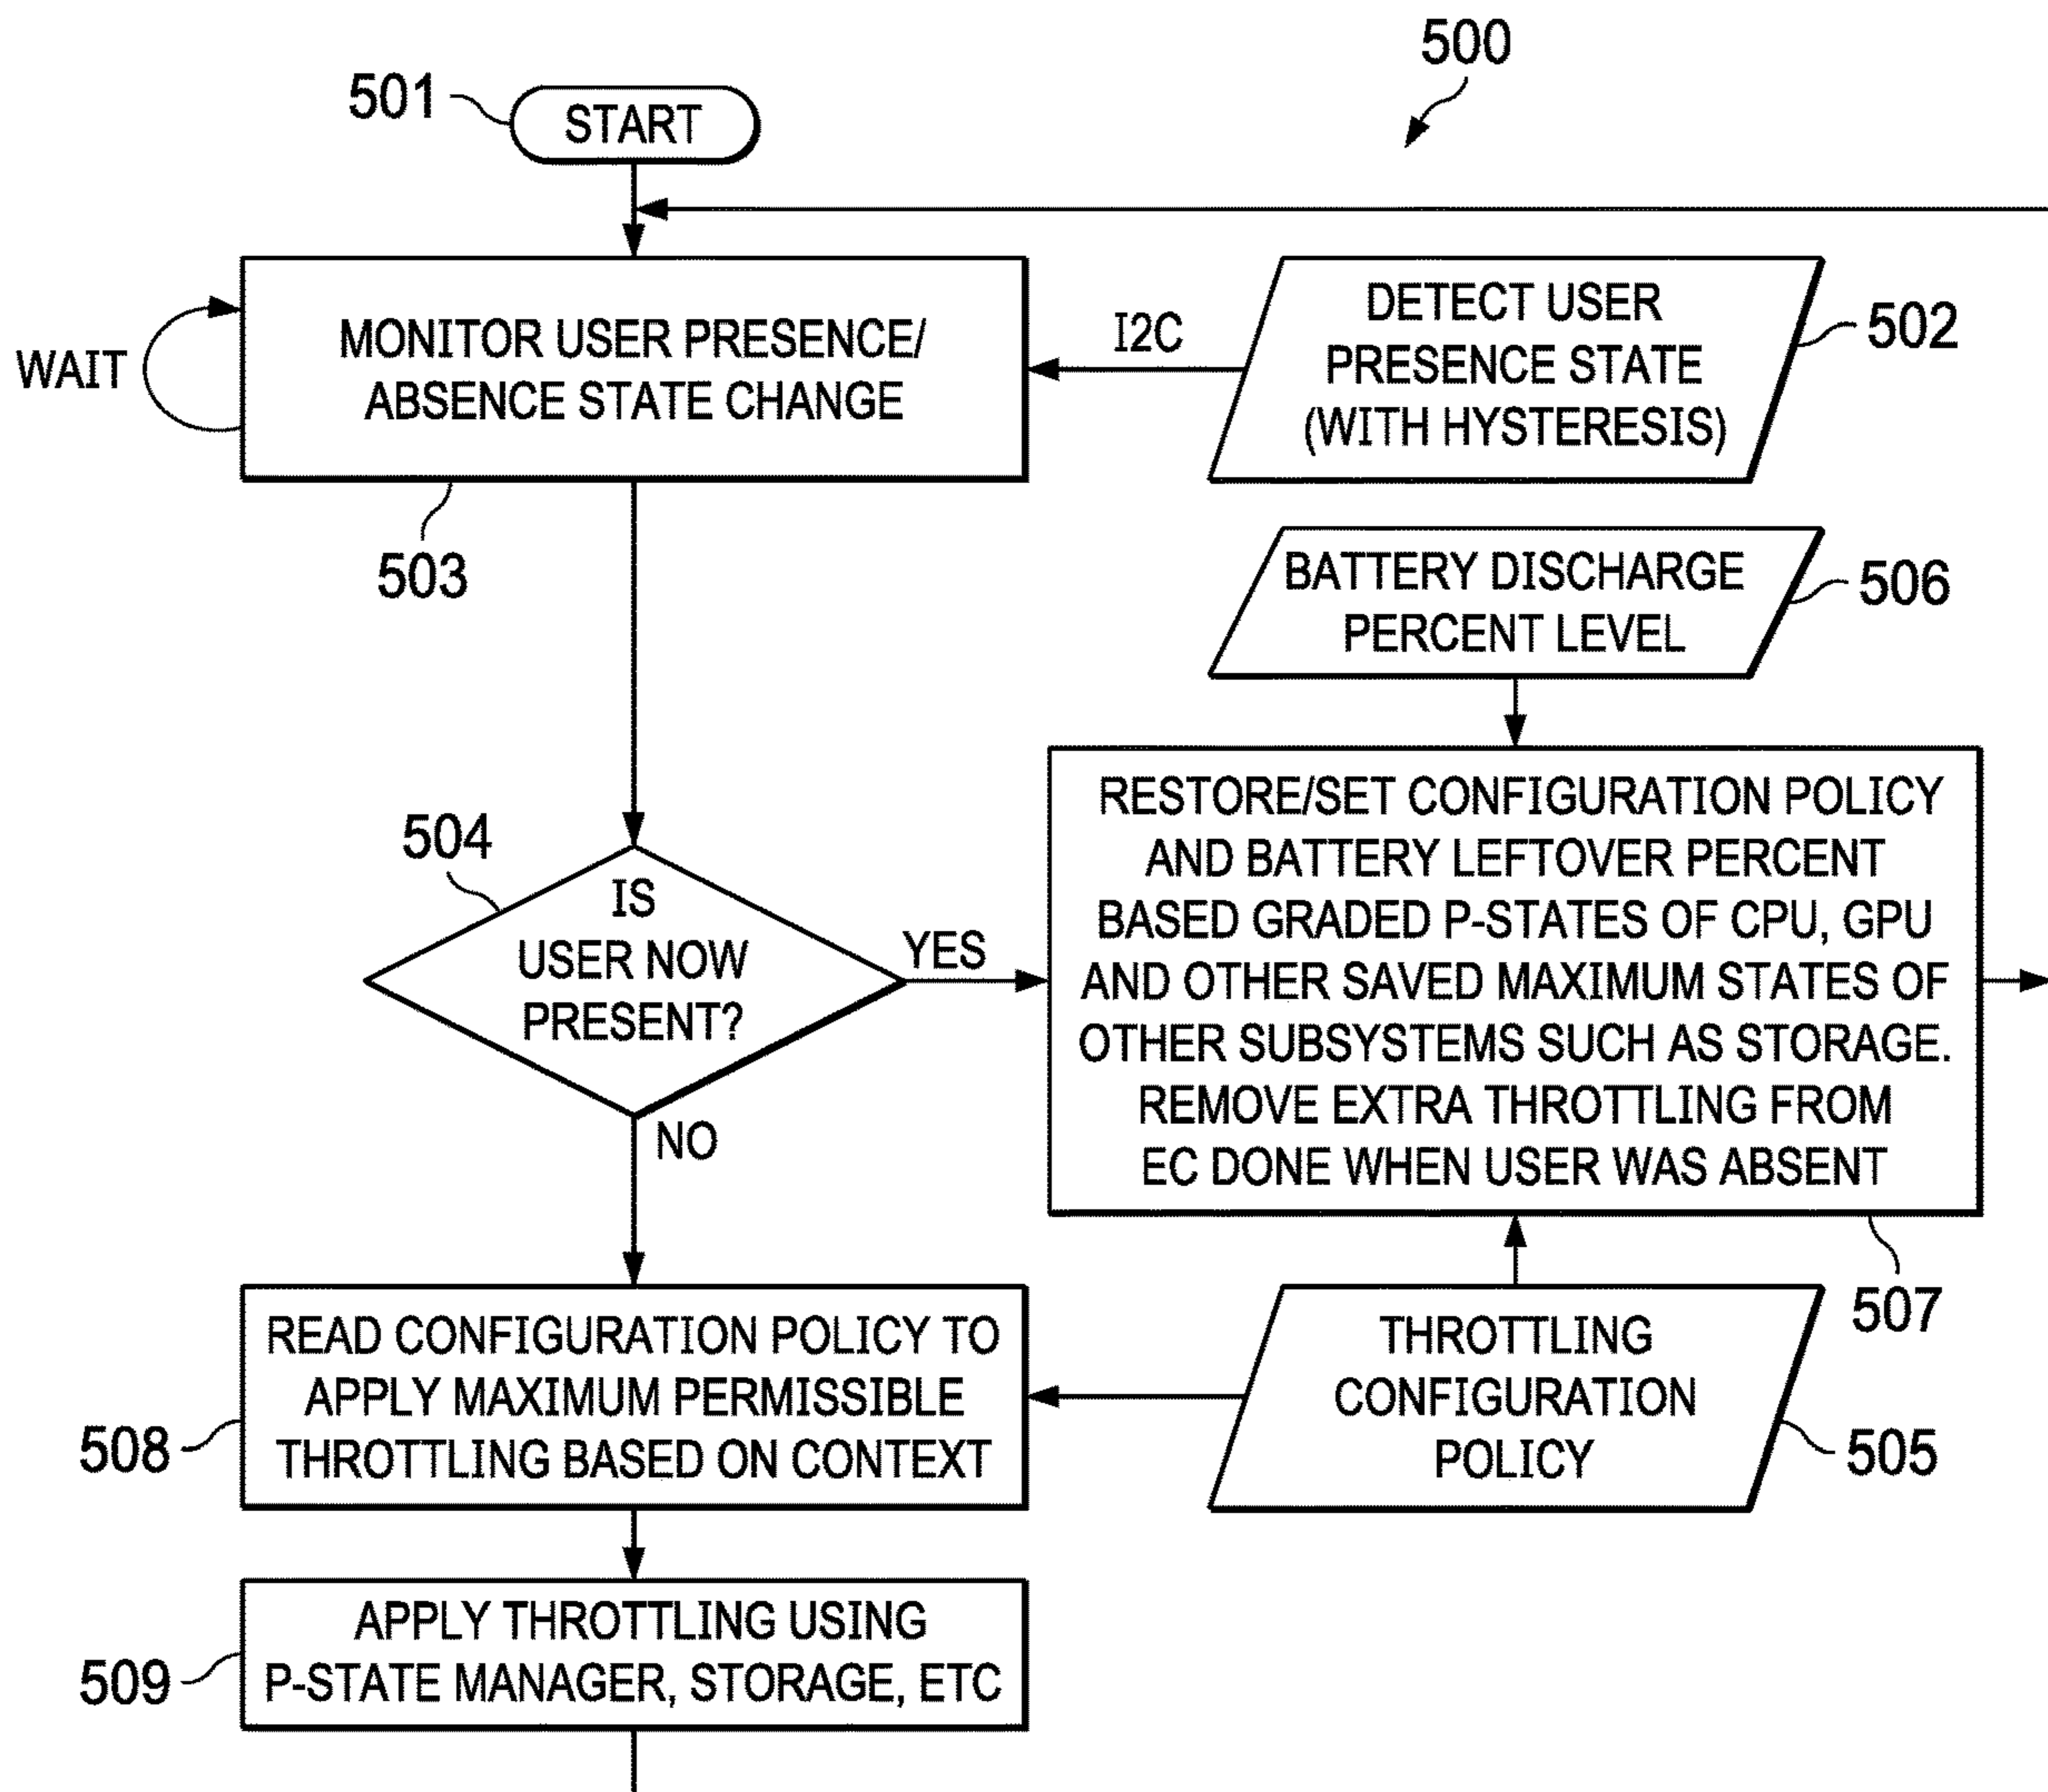 500
501
START
WAIT
MONITOR USER PRESENCE/
ABSENCE STATE CHANGE
503
I2C
DETECT USER
PRESENCE STATE
(WITH HYSTERESIS)
502
BATTERY DISCHARGE
PERCENT LEVEL
506
504
IS
USER NOW
PRESENT?
YES
NO
RESTORE/SET CONFIGURATION POLICY
AND BATTERY LEFTOVER PERCENT
BASED GRADED P-STATES OF CPU, GPU
AND OTHER SAVED MAXIMUM STATES OF
OTHER SUBSYSTEMS SUCH AS STORAGE.
REMOVE EXTRA THROTTLING FROM
EC DONE WHEN USER WAS ABSENT
507
READ CONFIGURATION POLICY TO
APPLY MAXIMUM PERMISSIBLE
THROTTLING BASED ON CONTEXT
508
THROTTLING
CONFIGURATION
POLICY
505
APPLY THROTTLING USING
P-STATE MANAGER, STORAGE, ETC
509